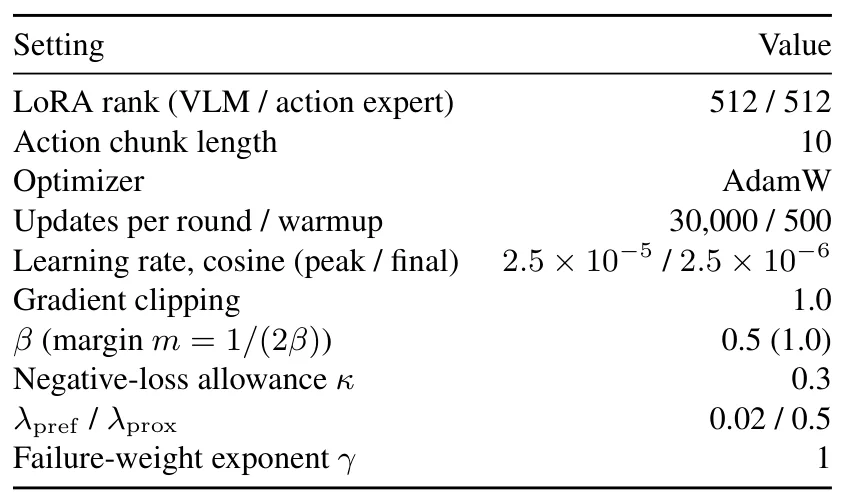 Setting Value
LoRA rank (VLM / action expert) 512 / 512
Action chunk length 10
Optimizer AdamW
Updates per round / warmup 30,000 / 500
Learning rate, cosine (peak / final) 2.5 × 10⁻⁵ / 2.5 × 10⁻⁶
Gradient clipping 1.0
β (margin m = 1/(2β)) 0.5 (1.0)
Negative-loss allowance κ 0.3
λpref / λprox 0.02 / 0.5
Failure-weight exponent γ 1